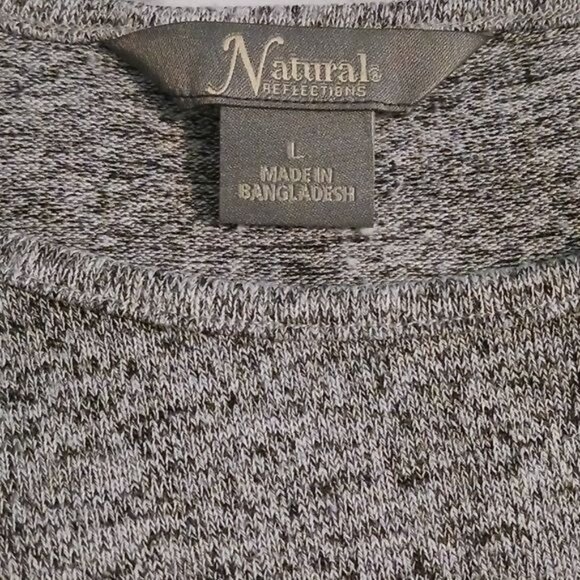 Natural®
REFLECTIONS
L
MADE IN
BANGLADESH